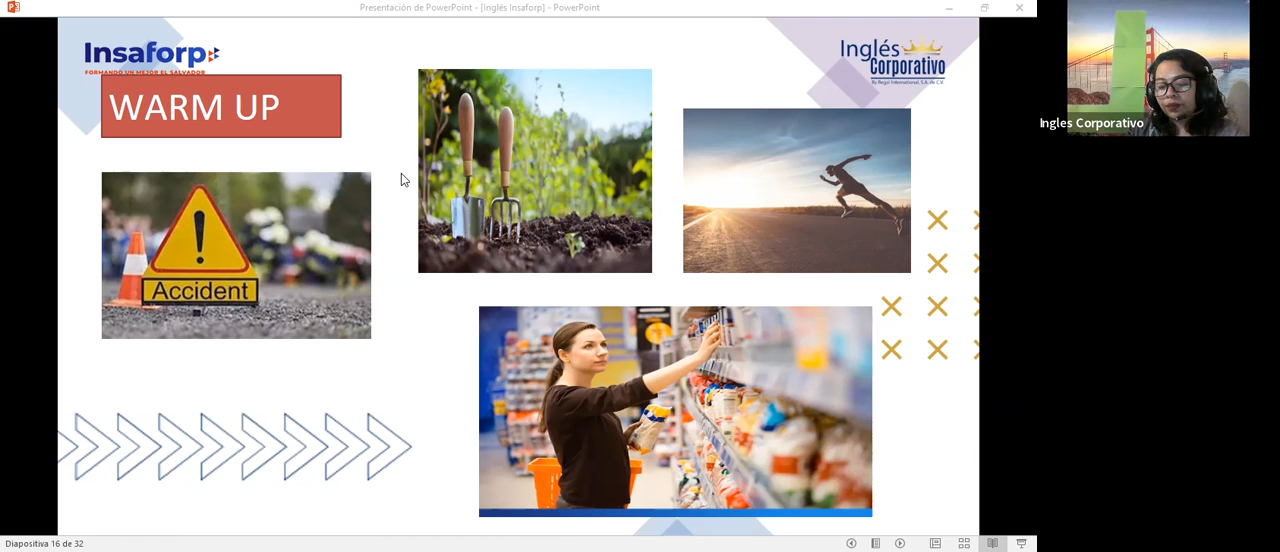 Presentación de PowerPoint - [Inglés Insaforp] - PowerPoint
Insaforp
FORMANDO UN MEJOR EL SALVADOR
WARM UP
Inglés
Corporativo
By Regal International, S.A. de C.V.
Accident
Ingles Corporativo
Diapositiva 16 de 32